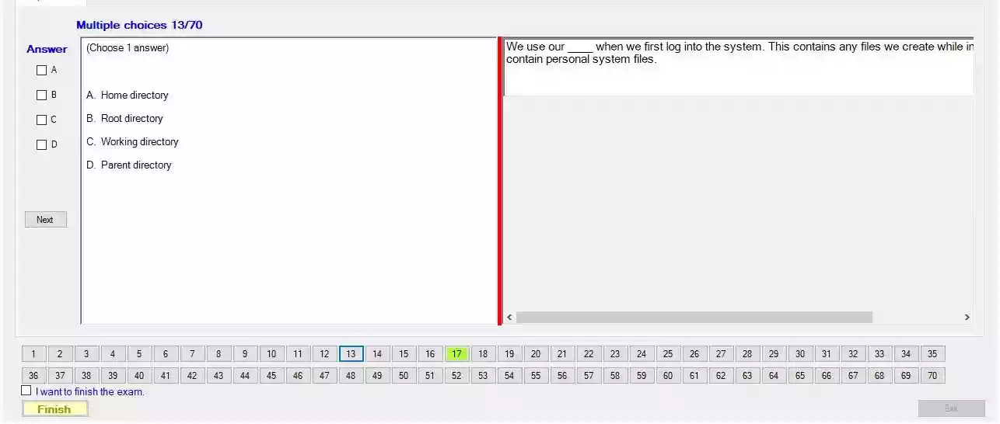 Multiple choices 13/70
Answer
A
B
C
D
Next
(Choose 1 answer)
A. Home directory
B. Root directory
C. Working directory
D. Parent directory
We use our ____ when we first log into the system. This contains any files we create while in
contain personal system files.
1 2 3 4 5 6 7 8 9 10 11 12 13 14 15 16 17 18 19 20 21 22 23 24 25 26 27 28 29 30 31 32 33 34 35
36 37 38 39 40 41 42 43 44 45 46 47 48 49 50 51 52 53 54 55 56 57 58 59 60 61 62 63 64 65 66 67 68 69 70
I want to finish the exam.
Finish
Exit